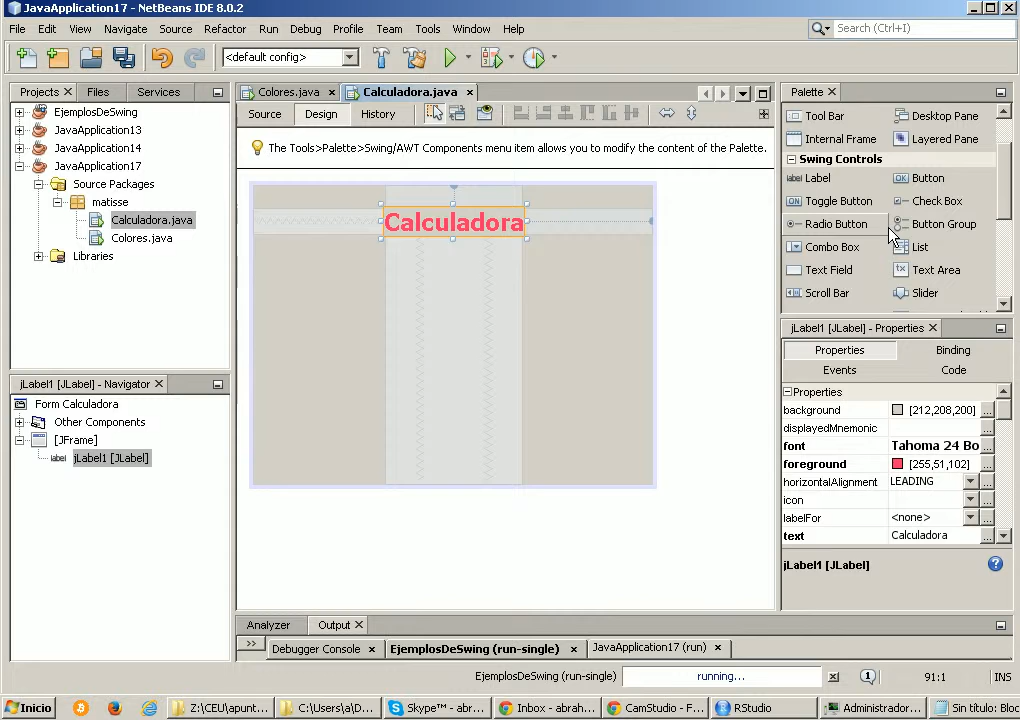 JavaApplication17 - NetBeans IDE 8.0.2
File Edit View Navigate Source Refactor Run Debug Profile Team Tools Window Help
Search (Ctrl+I)
<default config>
Projects Files Services
EjemplosDeSwing
JavaApplication13
JavaApplication14
JavaApplication17
Source Packages
matisse
Calculadora.java
Colores.java
Libraries
jLabel1 [JLabel] - Navigator
Form Calculadora
Other Components
[JFrame]
label jLabel1 [JLabel]
Colores.java Calculadora.java
Source Design History
The Tools>Palette>Swing/AWT Components menu item allows you to modify the content of the Palette.
Calculadora
Palette
Tool Bar Desktop Pane
Internal Frame Layered Pane
Swing Controls
label Label OK Button
Toggle Button Check Box
Radio Button Button Group
Combo Box List
Text Field Text Area
Scroll Bar Slider
jLabel1 [JLabel] - Properties
Properties Binding
Events Code
Properties
background [212,208,200] ...
displayedMnemonic ...
font Tahoma 24 Bo ...
foreground [255,51,102] ...
horizontalAlignment LEADING ...
icon ...
labelFor <none> ...
text Calculadora ...
jLabel1 [JLabel]
Analyzer Output
>> Debugger Console EjemplosDeSwing (run-single) JavaApplication17 (run)
EjemplosDeSwing (run-single) running... 1 91:1 INS
Inicio Z:\CEU\apunt... C:\Users\a\D... Skype™ - abr... Inbox - abrah... CamStudio - F... RStudio Administrador... Sin título: Bloc